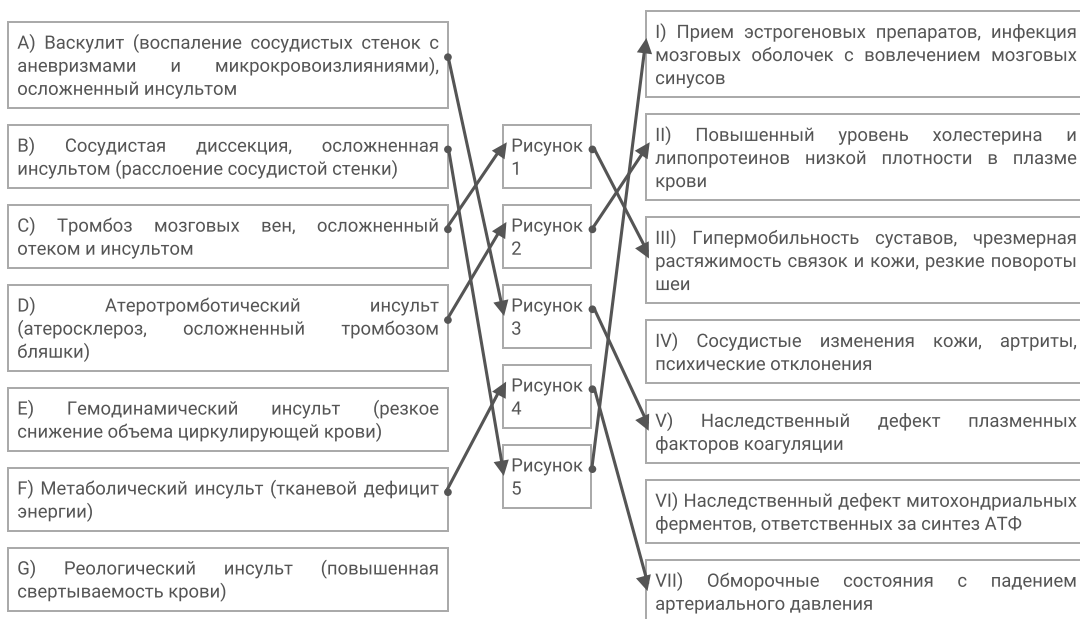 A) Васкулит (воспаление сосудистых стенок с
аневризмами и микрокровоизлияниями),
осложненный инсультом
B) Сосудистая диссекция, осложненная
инсультом (расслоение сосудистой стенки)
C) Тромбоз мозговых вен, осложненный
отеком и инсультом
D) Атеротромботический инсульт
(атеросклероз, осложненный тромбозом
бляшки)
E) Гемодинамический инсульт (резкое
снижение объема циркулирующей крови)
F) Метаболический инсульт (тканевой дефицит
энергии)
G) Реологический инсульт (повышенная
свертываемость крови)
Рисунок
1
Рисунок
2
Рисунок
3
Рисунок
4
Рисунок
5
I) Прием эстрогеновых препаратов, инфекция
мозговых оболочек с вовлечением мозговых
синусов
II) Повышенный уровень холестерина и
липопротеинов низкой плотности в плазме
крови
III) Гипермобильность суставов, чрезмерная
растяжимость связок и кожи, резкие повороты
шеи
IV) Сосудистые изменения кожи, артриты,
психические отклонения
V) Наследственный дефект плазменных
факторов коагуляции
VI) Наследственный дефект митохондриальных
ферментов, ответственных за синтез АТФ
VII) Обморочные состояния с падением
артериального давления